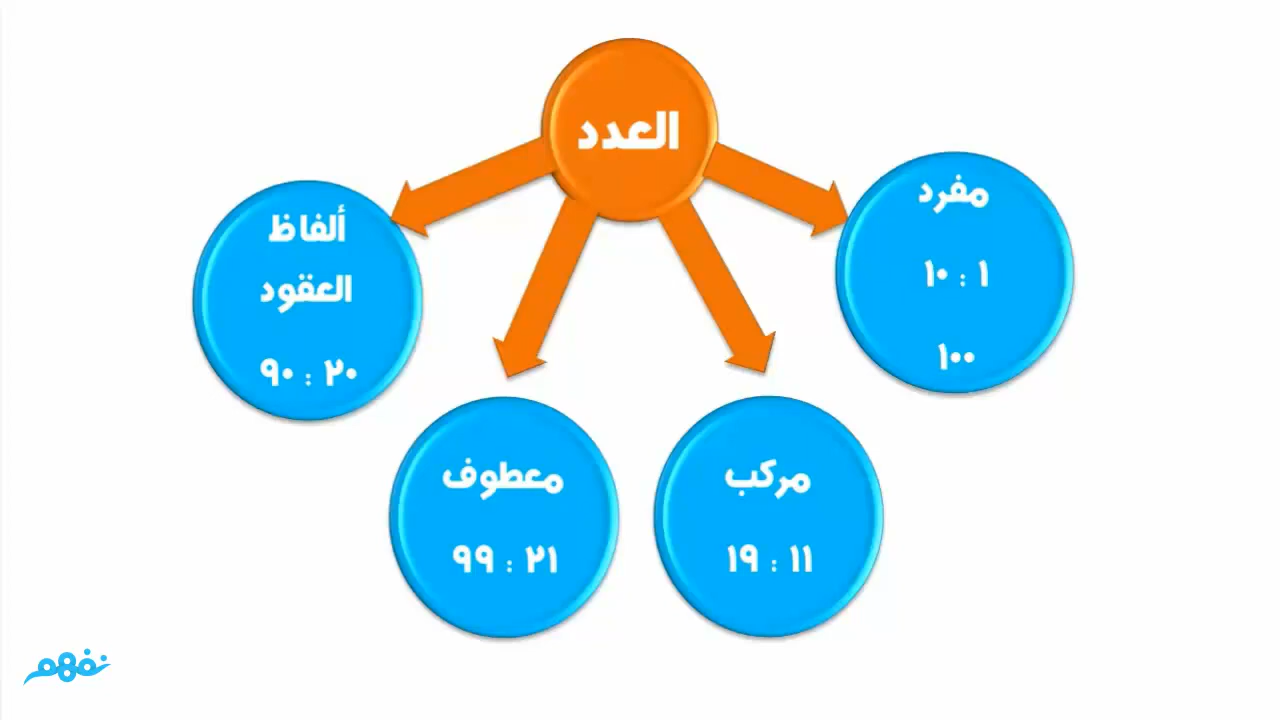 العدد
مفرد
١ : ١٠
١٠٠
مركب
١١ : ١٩
معطوف
٢١ : ٩٩
ألفاظ
العقود
٢٠ : ٩٠
نفهم